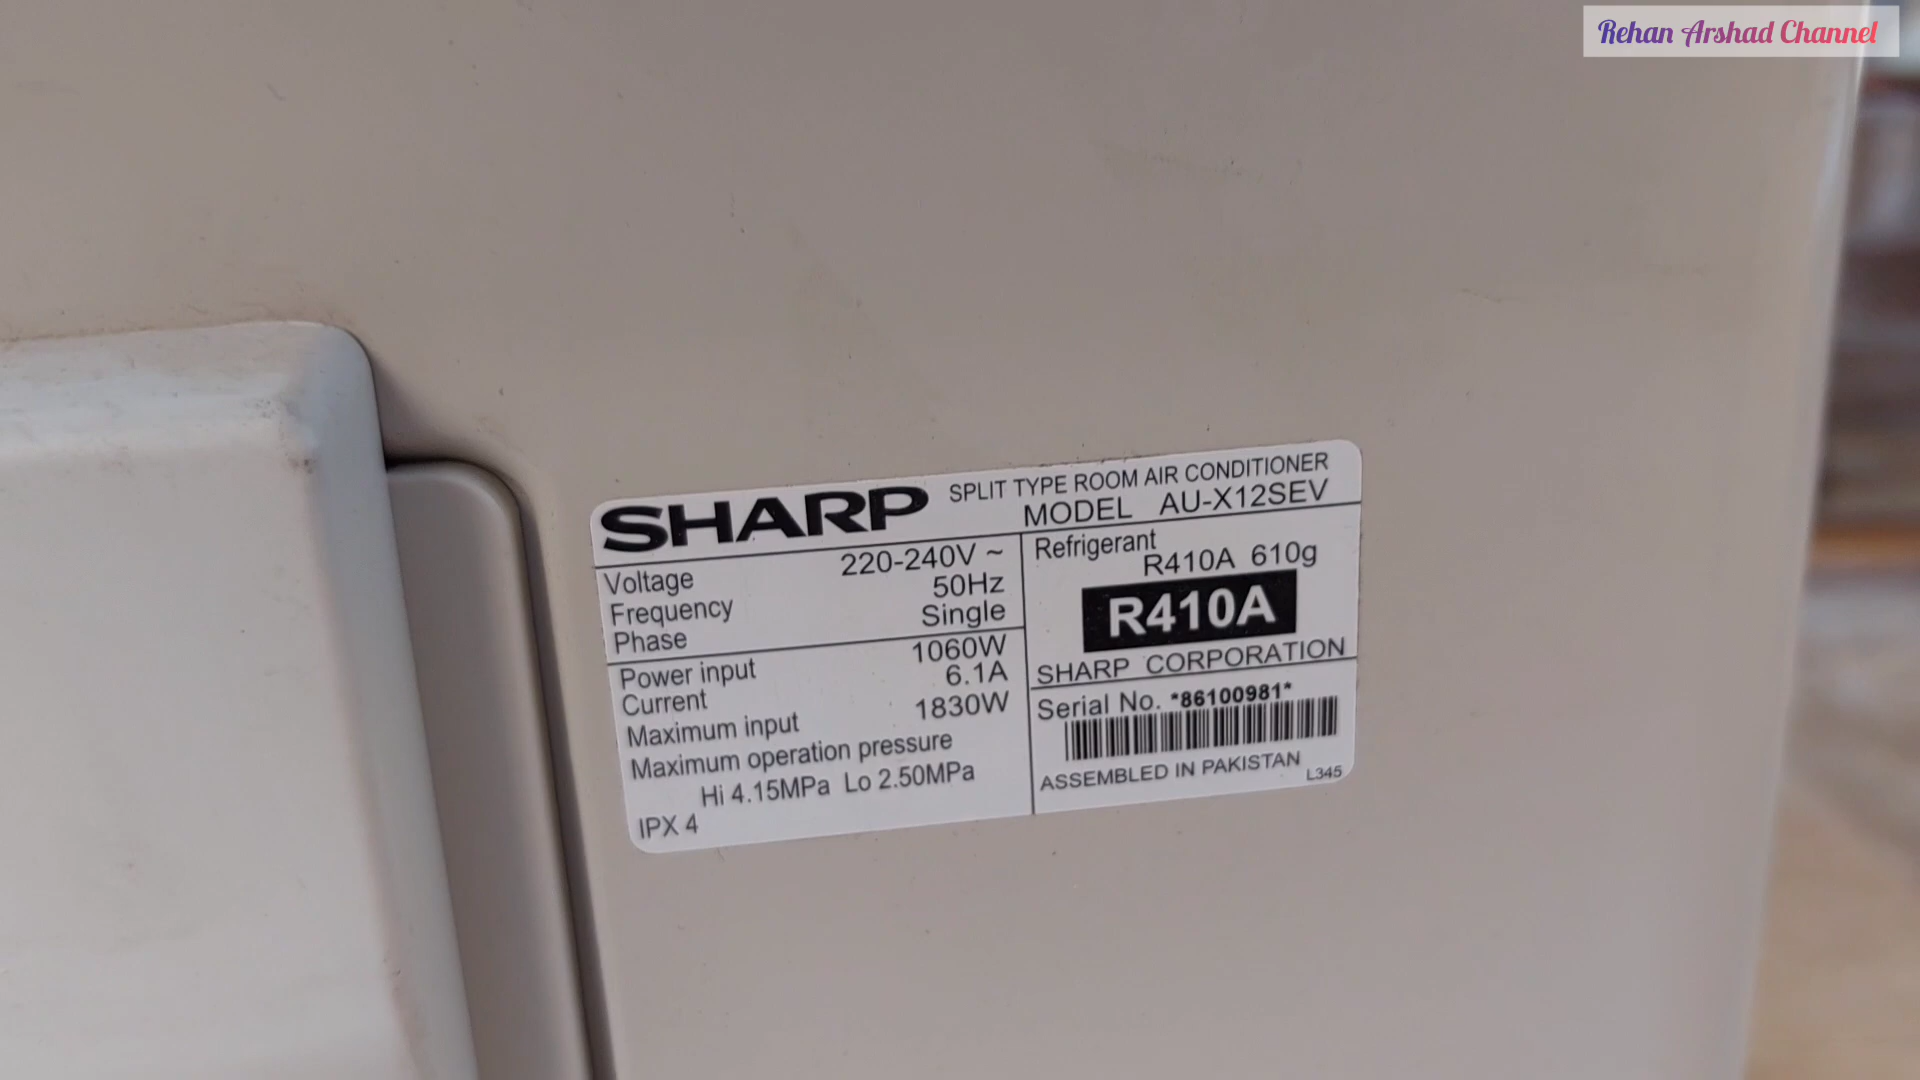 Rehan Arshad Channel
SHARP SPLIT TYPE ROOM AIR CONDITIONER
MODEL AU-X12SEV
Voltage 220-240V ~
Frequency 50Hz
Phase Single
Power input 1060W
Current 6.1A
Maximum input 1830W
Maximum operation pressure
Hi 4.15MPa Lo 2.50MPa
IPX 4
Refrigerant
R410A 610g
R410A
SHARP CORPORATION
Serial No. *86100981*
ASSEMBLED IN PAKISTAN
L345